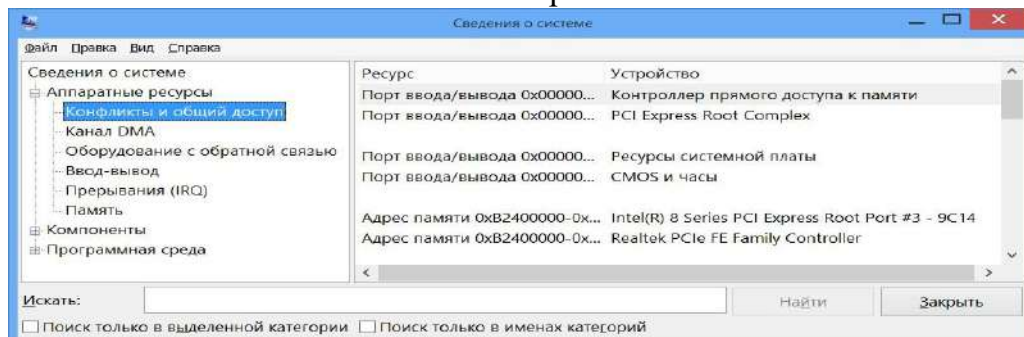 Сведения о системе
Файл Правка Вид Справка
Сведения о системе
Аппаратные ресурсы
Конфликты и общий доступ
Канал DMA
Оборудование с обратной связью
Ввод-вывод
Прерывания (IRQ)
Память
Компоненты
Программная среда
Ресурс Устройство
Порт ввода/вывода 0x00000... Контроллер прямого доступа к памяти
Порт ввода/вывода 0x00000... PCI Express Root Complex
Порт ввода/вывода 0x00000... Ресурсы системной платы
Порт ввода/вывода 0x00000... CMOS и часы
Адрес памяти 0xB2400000-0x... Intel(R) 8 Series PCI Express Root Port #3 - 9C14
Адрес памяти 0xB2400000-0x... Realtek PCIe FE Family Controller
Искать: Найти Закрыть
Поиск только в выделенной категории Поиск только в именах категорий